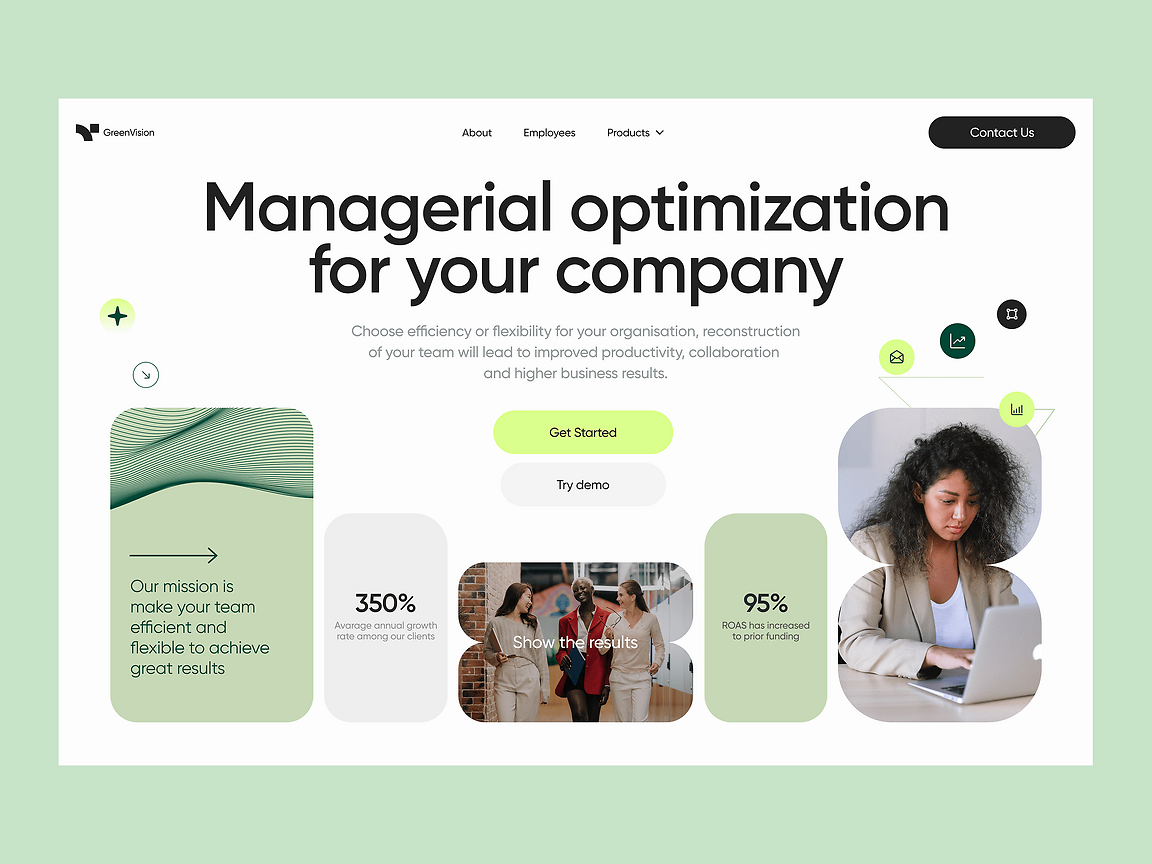 GreenVision
About
Employees
Products
Contact Us
Managerial optimization
for your company
Choose efficiency or flexibility for your organisation, reconstruction
of your team will lead to improved productivity, collaboration
and higher business results.
Get Started
Try demo
Our mission is
make your team
efficient and
flexible to achieve
great results
350%
Avarage annual growth
rate among our clients
Show the results
95%
ROAS has increased
to prior funding